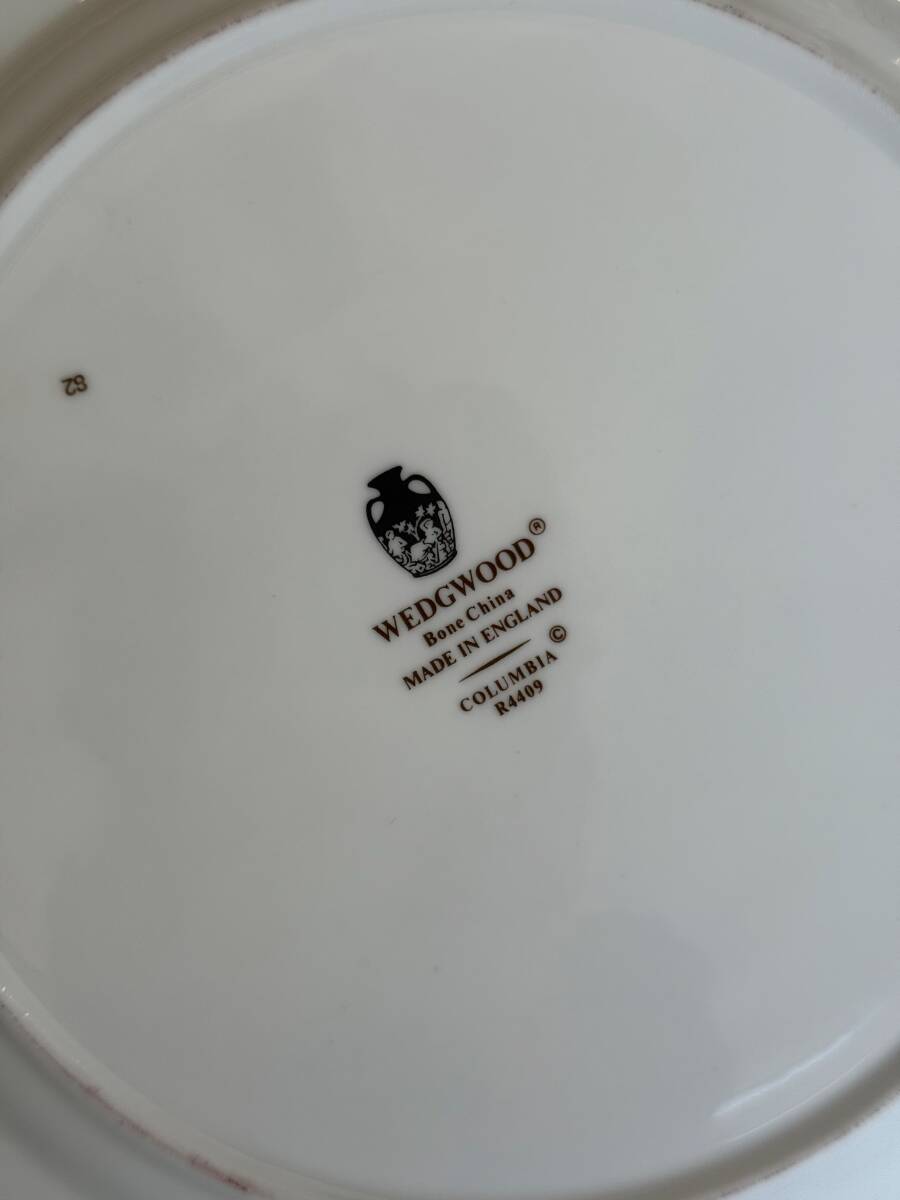 82
WEDGWOOD®
Bone China
MADE IN ENGLAND
COLUMBIA ©
R4409